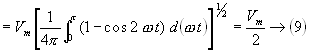 = V_m [ 1/4π ∫_0^π (1−cos 2ωt) d(ωt) ]^{1/2} = V_m/2 → (9)